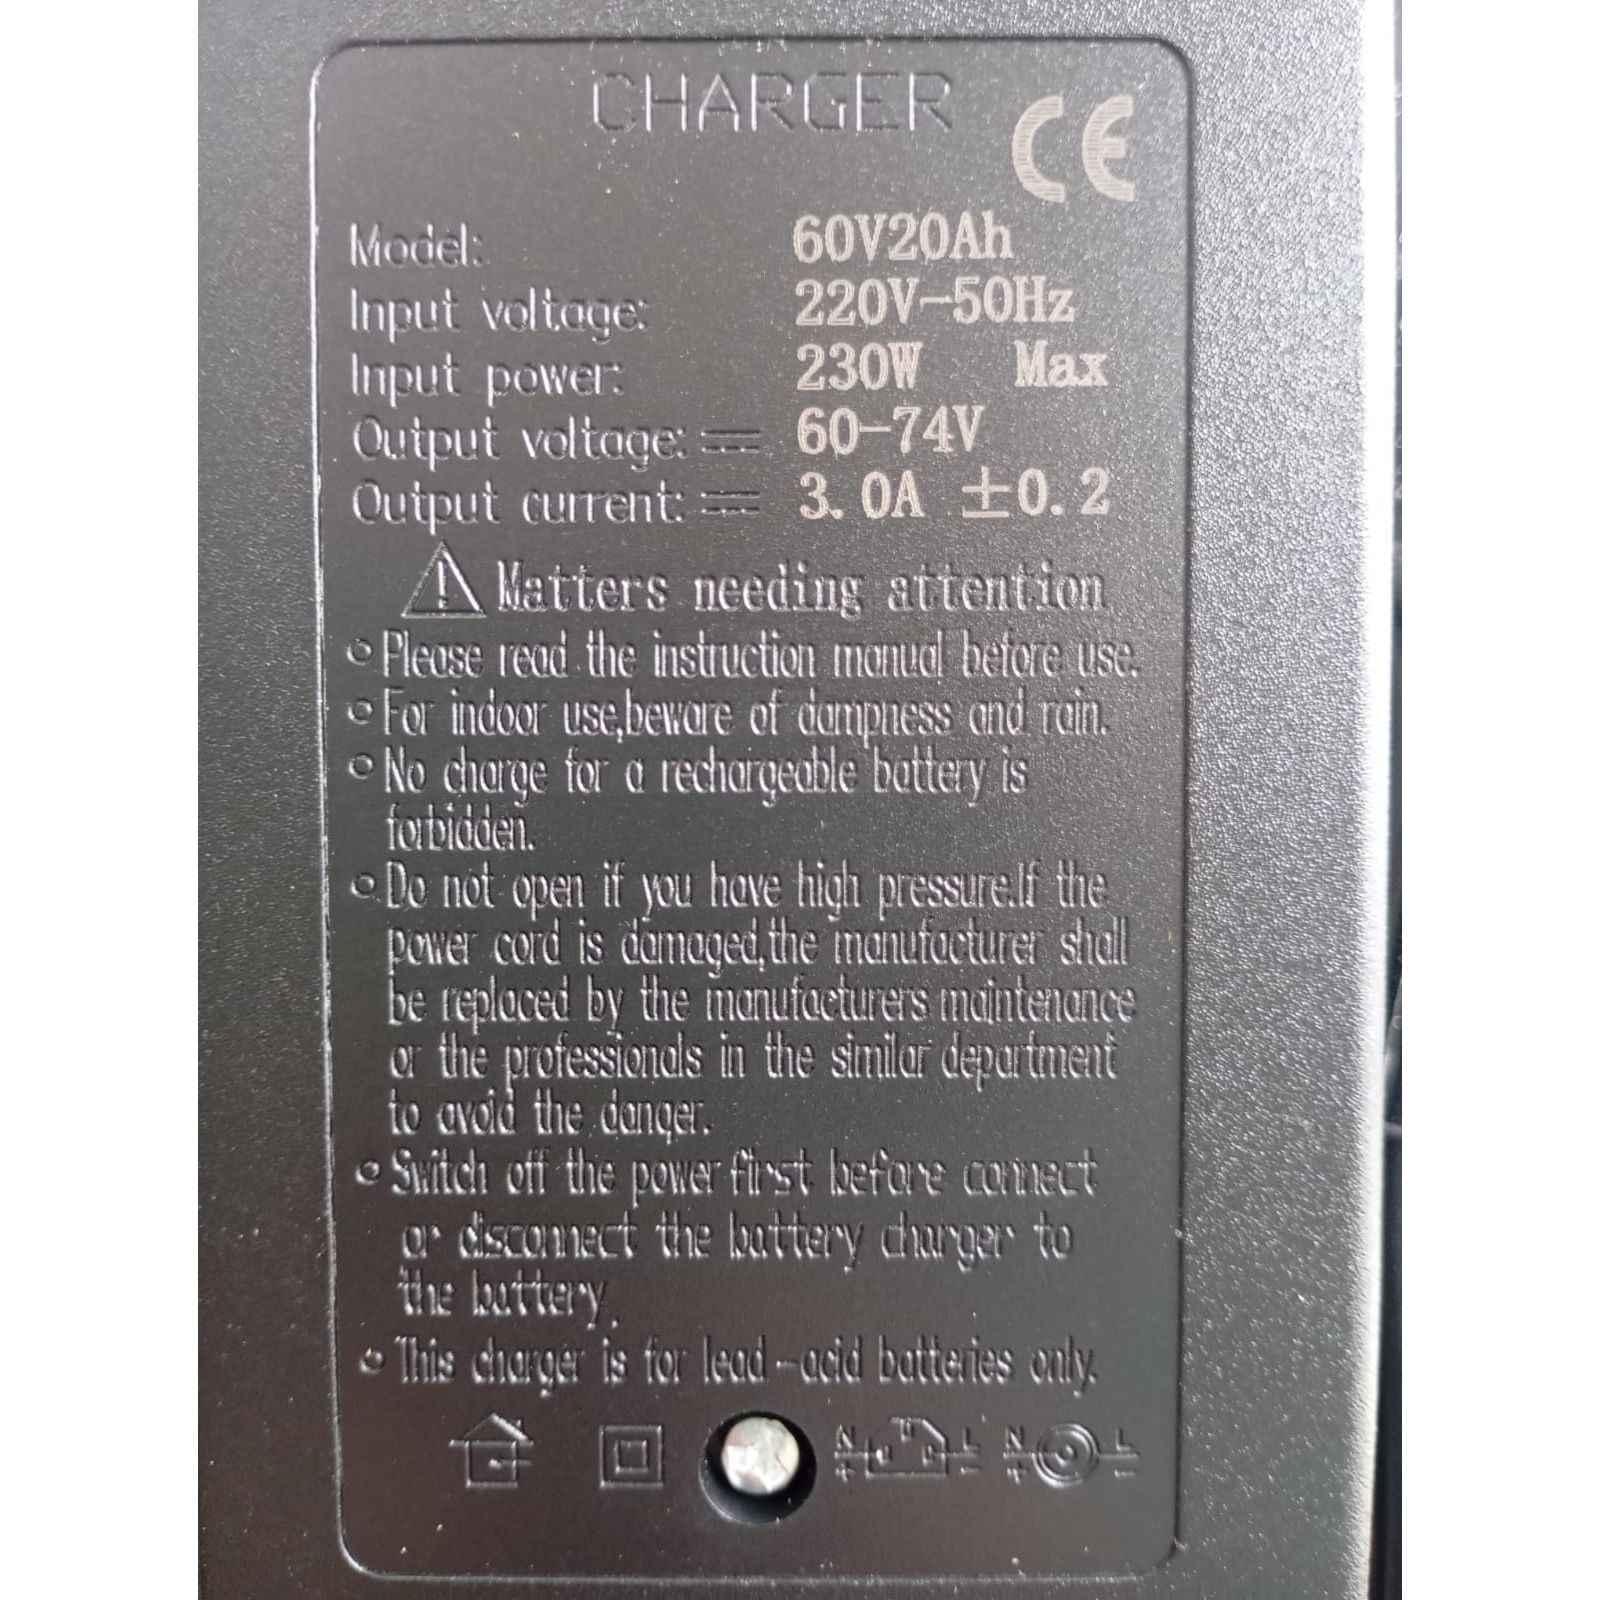 CHARGER
CE
Model: 60V20Ah
Input voltage: 220V-50Hz
Input power: 230W Max
Output voltage: 60-74V
Output current: 3.0A ±0.2
Matters needing attention
Please read the instruction manual before use.
For indoor use,beware of dampness and rain.
No charge for a rechargeable battery is
forbidden.
Do not open if you have high pressure.If the
power cord is damaged,the manufacturer shall
be replaced by the manufacturers maintenance
or the professionals in the similar department
to avoid the danger.
Switch off the power first before connect
or disconnect the battery charger to
the battery.
This charger is for lead-acid batteries only.
N L N L
+ - + -